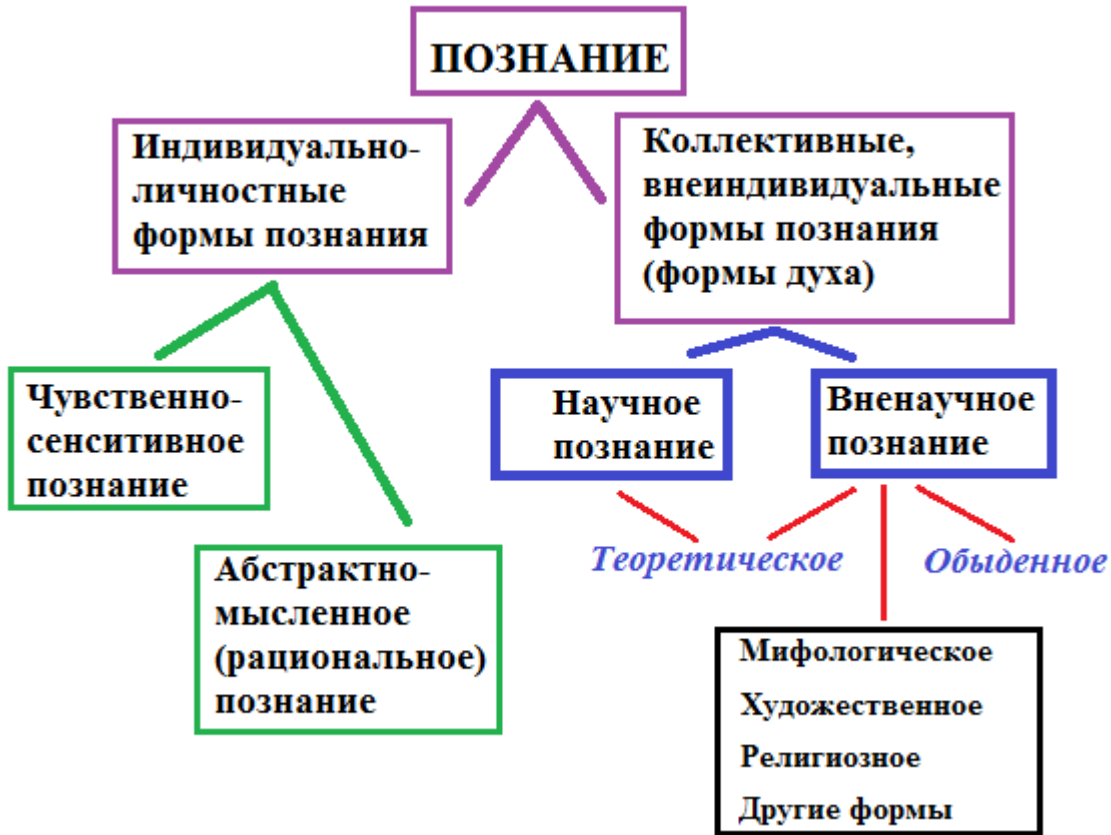 ПОЗНАНИЕ
Индивидуально-
личностные
формы познания
Коллективные,
внеиндивидуальные
формы познания
(формы духа)
Чувственно-
сенситивное
познание
Абстрактно-
мысленное
(рациональное)
познание
Научное
познание
Вненаучное
познание
Теоретическое
Обыденное
Мифологическое
Художественное
Религиозное
Другие формы